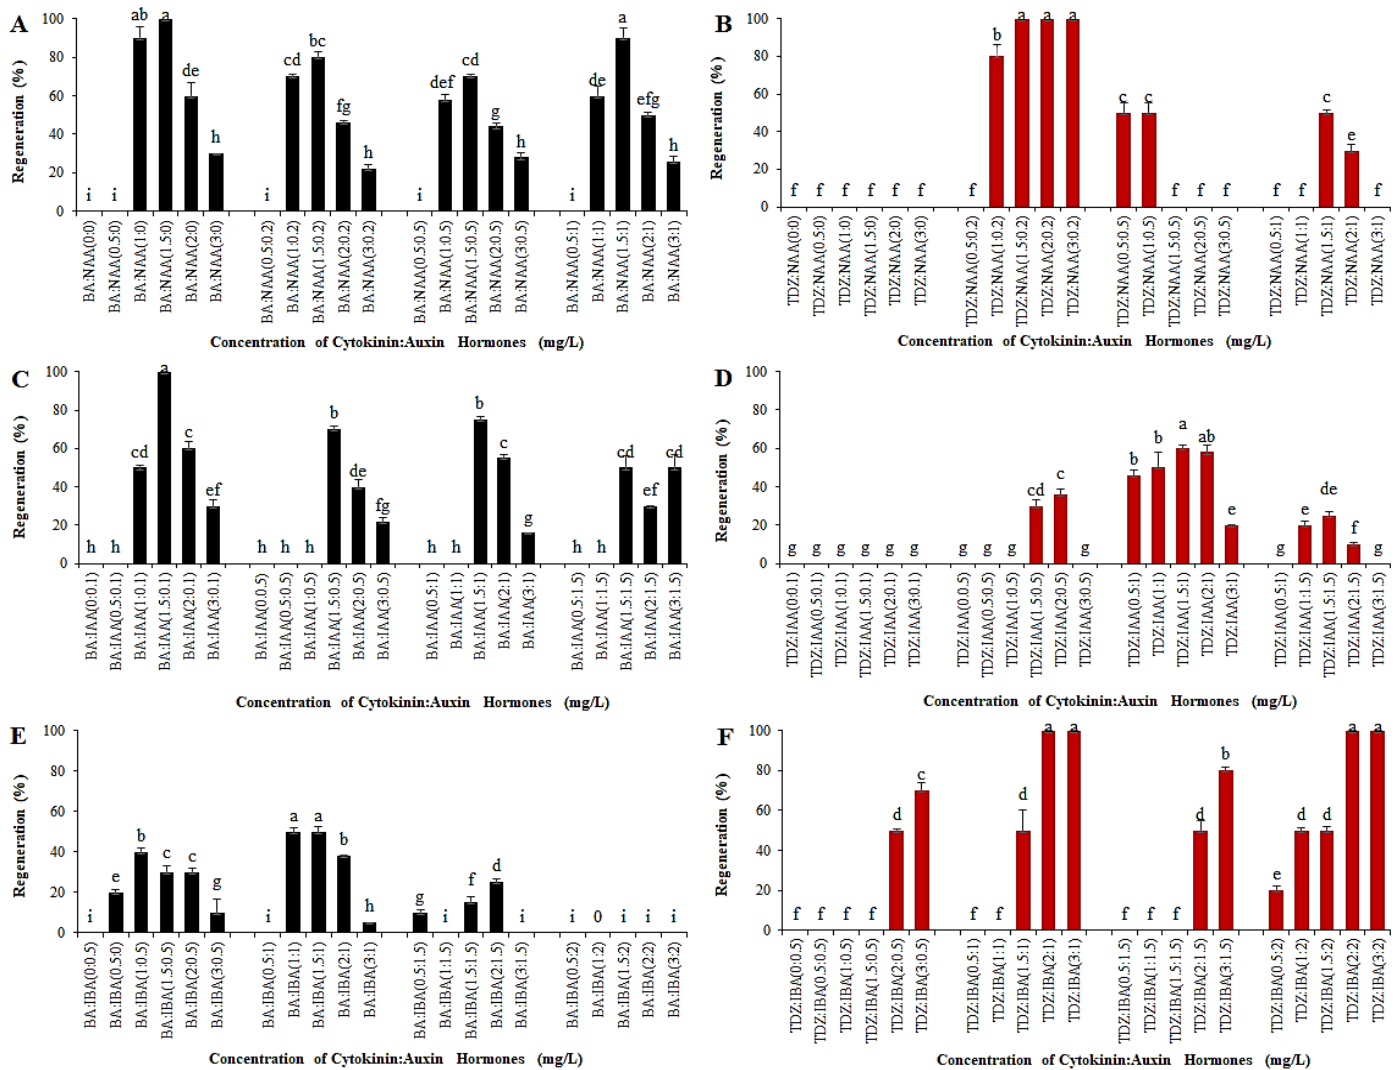 A
Regeneration (%)
100
80
60
40
20
0
i i ab a de h
i cd bc fg h
i def d g h
i de a efg h
BA:NAA(0:0)
BA:NAA(0.5:0)
BA:NAA(1:0)
BA:NAA(1.5:0)
BA:NAA(2:0)
BA:NAA(3:0)
BA:NAA(0.5:0.2)
BA:NAA(1:0.2)
BA:NAA(1.5:0.2)
BA:NAA(2:0.2)
BA:NAA(3:0.2)
BA:NAA(0.5:0.5)
BA:NAA(1:0.5)
BA:NAA(1.5:0.5)
BA:NAA(2:0.5)
BA:NAA(3:0.5)
BA:NAA(0.5:1)
BA:NAA(1:1)
BA:NAA(1.5:1)
BA:NAA(2:1)
BA:NAA(3:1)
Concentration of Cytokinin:Auxin Hormones (mg/L)
B
Regeneration (%)
100
80
60
40
20
0
f f f f f f
f b a a a
c c f f f
f f c e f
TDZ:NAA(0:0)
TDZ:NAA(0.5:0)
TDZ:NAA(1:0)
TDZ:NAA(1.5:0)
TDZ:NAA(2:0)
TDZ:NAA(3:0)
TDZ:NAA(0.5:0.2)
TDZ:NAA(1:0.2)
TDZ:NAA(1.5:0.2)
TDZ:NAA(2:0.2)
TDZ:NAA(3:0.2)
TDZ:NAA(0.5:0.5)
TDZ:NAA(1:0.5)
TDZ:NAA(1.5:0.5)
TDZ:NAA(2:0.5)
TDZ:NAA(3:0.5)
TDZ:NAA(0.5:1)
TDZ:NAA(1:1)
TDZ:NAA(1.5:1)
TDZ:NAA(2:1)
TDZ:NAA(3:1)
Concentration of Cytokinin:Auxin Hormones (mg/L)
C
Regeneration (%)
100
80
60
40
20
0
h h cd a c ef
h h h b de fg
h h b c g
h h cd ef cd
BA:IAA(0:0.1)
BA:IAA(0.5:0.1)
BA:IAA(1:0.1)
BA:IAA(1.5:0.1)
BA:IAA(2:0.1)
BA:IAA(3:0.1)
BA:IAA(0:0.5)
BA:IAA(0.5:0.5)
BA:IAA(1:0.5)
BA:IAA(1.5:0.5)
BA:IAA(2:0.5)
BA:IAA(3:0.5)
BA:IAA(0.5:1)
BA:IAA(1:1)
BA:IAA(1.5:1)
BA:IAA(2:1)
BA:IAA(3:1)
BA:IAA(0.5:1.5)
BA:IAA(1:1.5)
BA:IAA(1.5:1.5)
BA:IAA(2:1.5)
BA:IAA(3:1.5)
Concentration of Cytokinin:Auxin Hormones (mg/L)
D
Regeneration (%)
100
80
60
40
20
0
g g g g g g
g g g cd c g
b b a ab e
g e de f g
TDZ:IAA(0:0.1)
TDZ:IAA(0.5:0.1)
TDZ:IAA(1:0.1)
TDZ:IAA(1.5:0.1)
TDZ:IAA(2:0.1)
TDZ:IAA(3:0.1)
TDZ:IAA(0:0.5)
TDZ:IAA(0.5:0.5)
TDZ:IAA(1:0.5)
TDZ:IAA(1.5:0.5)
TDZ:IAA(2:0.5)
TDZ:IAA(3:0.5)
TDZ:IAA(0.5:1)
TDZ:IAA(1:1)
TDZ:IAA(1.5:1)
TDZ:IAA(2:1)
TDZ:IAA(3:1)
TDZ:IAA(0.5:1.5)
TDZ:IAA(1:1.5)
TDZ:IAA(1.5:1.5)
TDZ:IAA(2:1.5)
TDZ:IAA(3:1.5)
Concentration of Cytokinin:Auxin Hormones (mg/L)
E
Regeneration (%)
100
80
60
40
20
0
i e b c c g
i a a b h
g i f d i
i 0 i i i
BA:IBA(0:0.5)
BA:IBA(0.5:0)
BA:IBA(1:0.5)
BA:IBA(1.5:0.5)
BA:IBA(2:0.5)
BA:IBA(3:0.5)
BA:IBA(0.5:1)
BA:IBA(1:1)
BA:IBA(1.5:1)
BA:IBA(2:1)
BA:IBA(3:1)
BA:IBA(0.5:1.5)
BA:IBA(1:1.5)
BA:IBA(1.5:1.5)
BA:IBA(2:1.5)
BA:IBA(3:1.5)
BA:IBA(0.5:2)
BA:IBA(1:2)
BA:IBA(1.5:2)
BA:IBA(2:2)
BA:IBA(3:2)
Concentration of Cytokinin:Auxin Hormones (mg/L)
F
Regeneration (%)
100
80
60
40
20
0
f f f f d c
f f d a a
f f f d b
e d d a a
TDZ:IBA(0:0.5)
TDZ:IBA(0.5:0.5)
TDZ:IBA(1:0.5)
TDZ:IBA(1.5:0.5)
TDZ:IBA(2:0.5)
TDZ:IBA(3:0.5)
TDZ:IBA(0.5:1)
TDZ:IBA(1:1)
TDZ:IBA(1.5:1)
TDZ:IBA(2:1)
TDZ:IBA(3:1)
TDZ:IBA(0.5:1.5)
TDZ:IBA(1:1.5)
TDZ:IBA(1.5:1.5)
TDZ:IBA(2:1.5)
TDZ:IBA(3:1.5)
TDZ:IBA(0.5:2)
TDZ:IBA(1:2)
TDZ:IBA(1.5:2)
TDZ:IBA(2:2)
TDZ:IBA(3:2)
Concentration of Cytokinin:Auxin Hormones (mg/L)